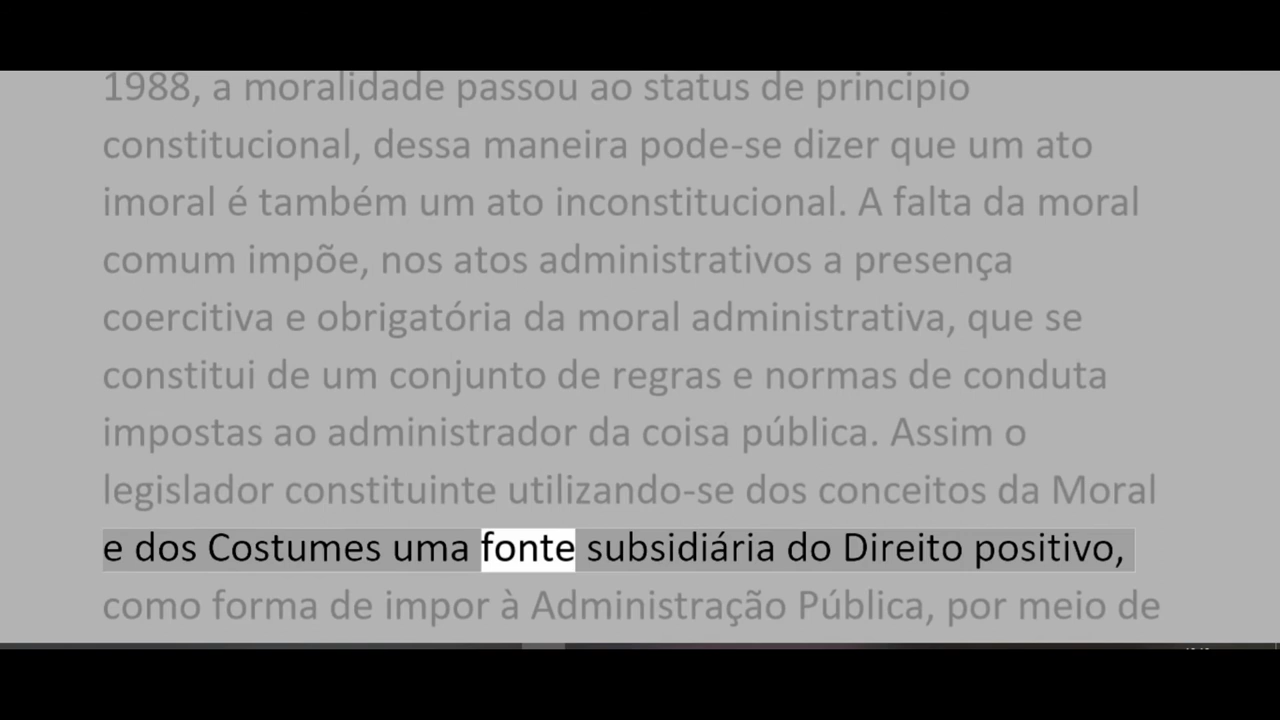 1988, a moralidade passou ao status de principio
constitucional, dessa maneira pode-se dizer que um ato
imoral é também um ato inconstitucional. A falta da moral
comum impõe, nos atos administrativos a presença
coercitiva e obrigatória da moral administrativa, que se
constitui de um conjunto de regras e normas de conduta
impostas ao administrador da coisa pública. Assim o
legislador constituinte utilizando-se dos conceitos da Moral
e dos Costumes uma fonte subsidiária do Direito positivo,
como forma de impor à Administração Pública, por meio de